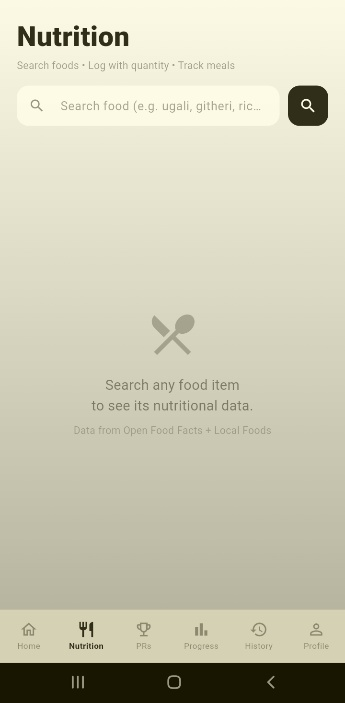 Nutrition
Search foods • Log with quantity • Track meals
Search food (e.g. ugali, githeri, ric...
Search any food item
to see its nutritional data.
Data from Open Food Facts + Local Foods
Home Nutrition PRs Progress History Profile